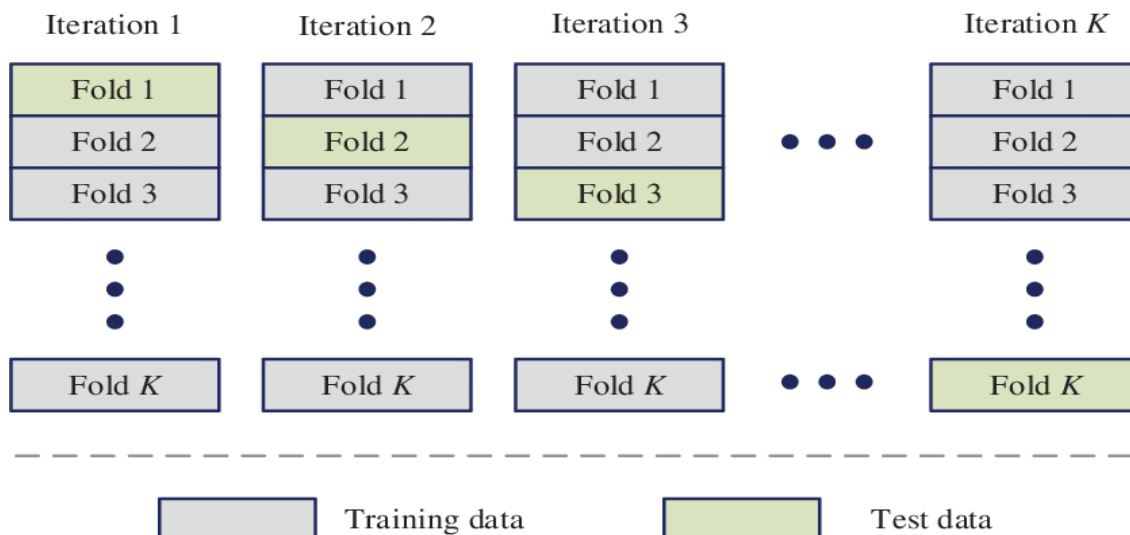 Iteration 1 Iteration 2 Iteration 3 Iteration K
Fold 1 Fold 1 Fold 1 Fold 1
Fold 2 Fold 2 Fold 2 Fold 2
Fold 3 Fold 3 Fold 3 Fold 3
Fold K Fold K Fold K Fold K
Training data Test data